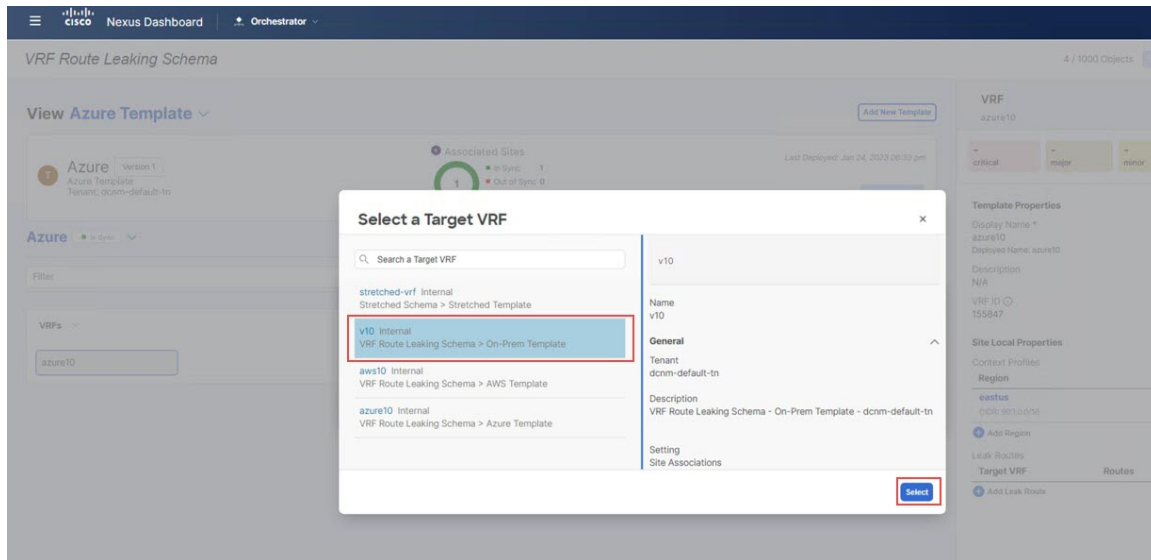 cisco Nexus Dashboard Orchestrator
VRF Route Leaking Schema
4 / 1000 Objects
View Azure Template
Add New Template
T
Azure Version 1
Azure Template
Tenant: dcnm-default-tn
Associated Sites
1
In Sync 1
Out of Sync 0
Last Deployed: Jan 24, 2023 06:33 pm
Azure In Sync
Filter
VRFs
azure10
Select a Target VRF
Search a Target VRF
stretched-vrf Internal
Stretched Schema > Stretched Template
v10 Internal
VRF Route Leaking Schema > On-Prem Template
aws10 Internal
VRF Route Leaking Schema > AWS Template
azure10 Internal
VRF Route Leaking Schema > Azure Template
v10
Name
v10
General
Tenant
dcnm-default-tn
Description
VRF Route Leaking Schema - On-Prem Template - dcnm-default-tn
Setting
Site Associations
Select
VRF
azure10
critical
major
minor
Template Properties
Display Name *
azure10
Deployed Name: azure10
Description
N/A
VRF ID
155847
Site Local Properties
Context Profiles
Region
eastus
Add Region
Leak Routes
Target VRF Routes
Add Leak Route